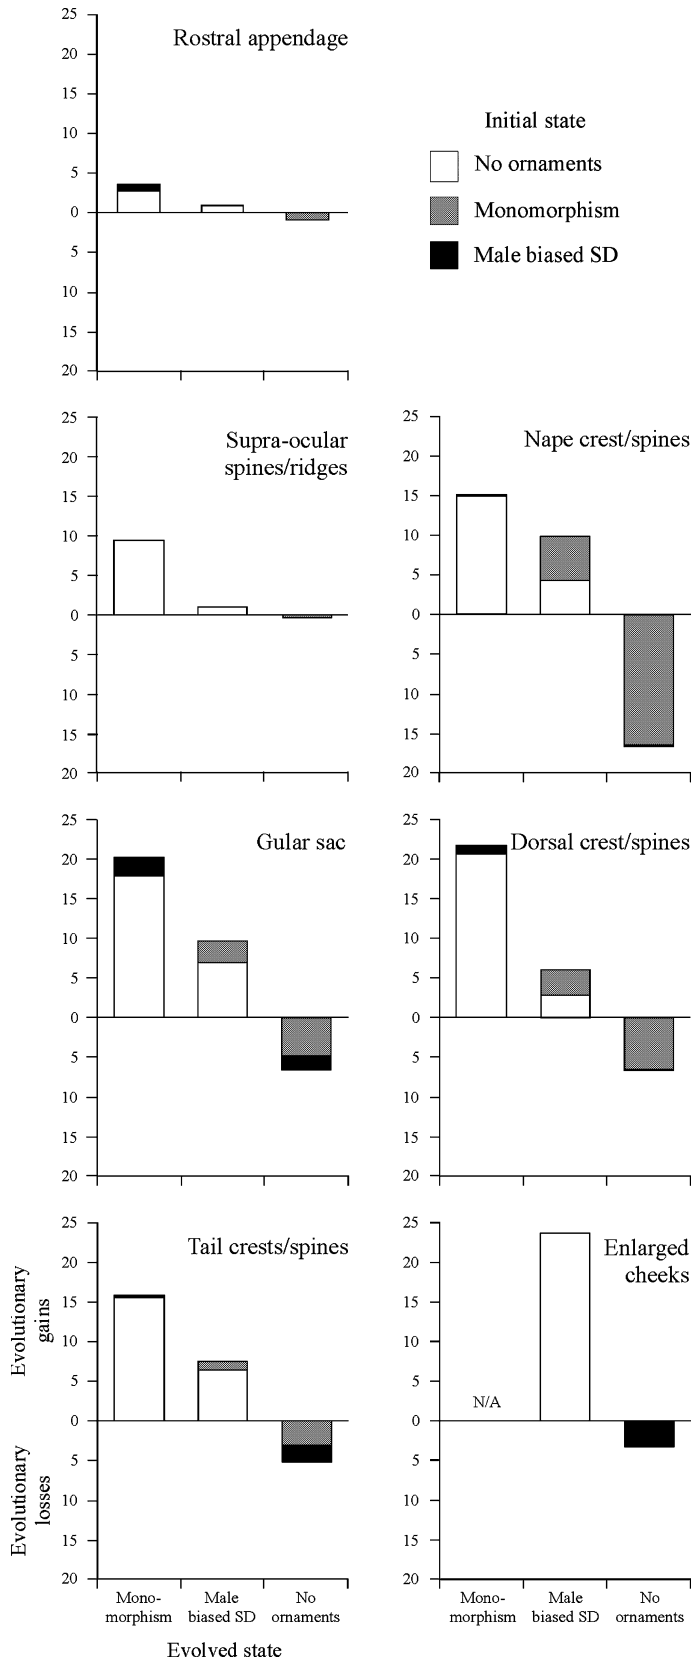 Rostral appendage
25
20
15
10
5
0
5
10
15
20
Initial state
No ornaments
Monomorphism
Male biased SD
Supra-ocular
spines/ridges
25
20
15
10
5
0
5
10
15
20
Nape crest/spines
25
20
15
10
5
0
5
10
15
20
Gular sac
25
20
15
10
5
0
5
10
15
20
Dorsal crest/spines
25
20
15
10
5
0
5
10
15
20
Tail crests/spines
Evolutionary
gains
Evolutionary
losses
25
20
15
10
5
0
5
10
15
20
Mono-
morphism
Male
biased SD
No
ornaments
Evolved state
Enlarged
cheeks
25
20
15
10
5
0
5
10
15
20
N/A
Mono-
morphism
Male
biased SD
No
ornaments